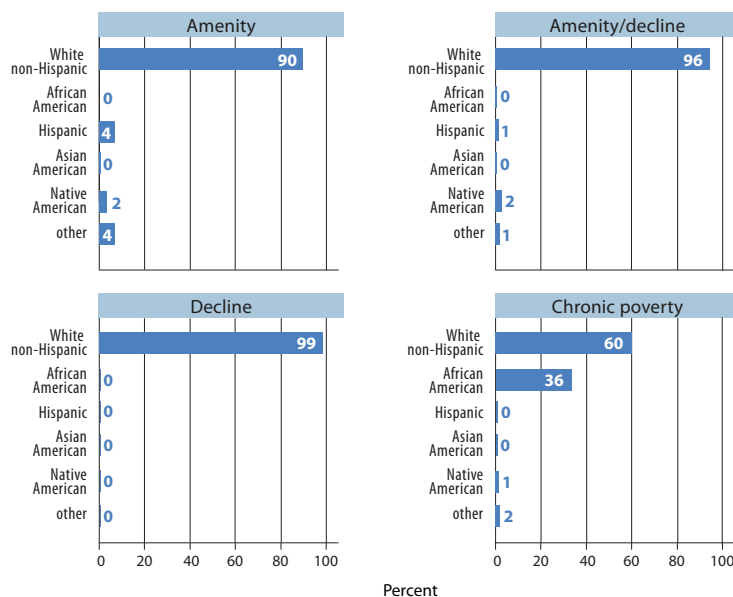 Amenity
White
non-Hispanic
90
African
American
0
Hispanic
4
Asian
American
0
Native
American
2
other
4
Amenity/decline
White
non-Hispanic
96
African
American
0
Hispanic
1
Asian
American
0
Native
American
2
other
1
Decline
White
non-Hispanic
99
African
American
0
Hispanic
0
Asian
American
0
Native
American
0
other
0
0 20 40 60 80 100
Chronic poverty
White
non-Hispanic
60
African
American
36
Hispanic
0
Asian
American
0
Native
American
1
other
2
0 20 40 60 80 100
Percent